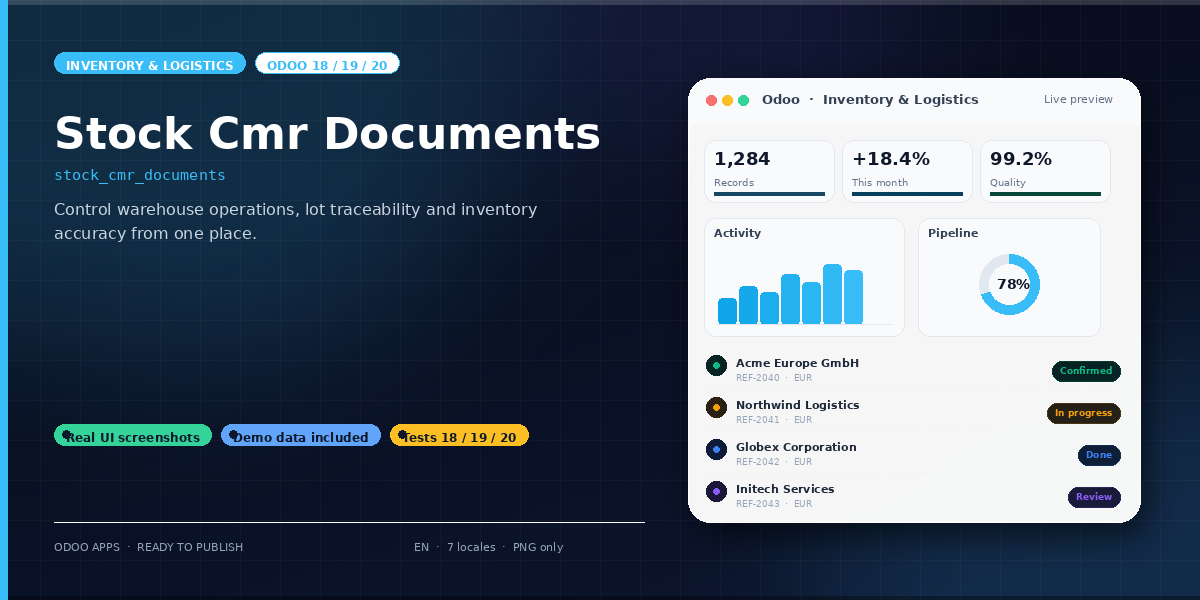 INVENTORY & LOGISTICS
ODOO 18 / 19 / 20
Stock Cmr Documents
stock_cmr_documents
Control warehouse operations, lot traceability and inventory
accuracy from one place.
Real UI screenshots
Demo data included
Tests 18 / 19 / 20
ODOO APPS · READY TO PUBLISH
EN · 7 locales · PNG only
Odoo · Inventory & Logistics
Live preview
1,284
Records
+18.4%
This month
99.2%
Quality
Activity
Pipeline
78%
Acme Europe GmbH
REF-2040 · EUR
Confirmed
Northwind Logistics
REF-2041 · EUR
In progress
Globex Corporation
REF-2042 · EUR
Done
Initech Services
REF-2043 · EUR
Review